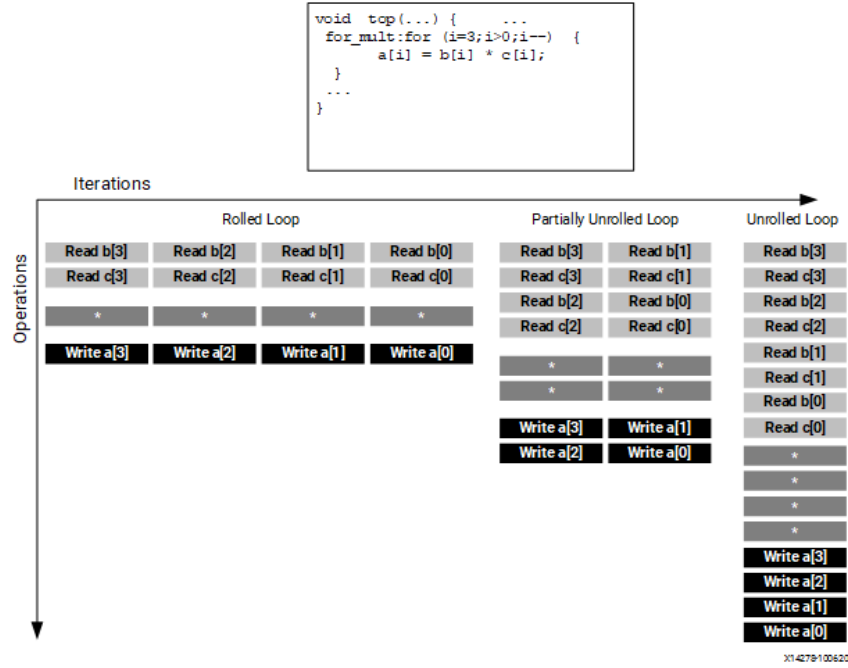 void top(...) { ...
for_mult:for (i=3;i>0;i--) {
a[i] = b[i] * c[i];
}
...
}
Iterations
Operations
Rolled Loop
Partially Unrolled Loop
Unrolled Loop
Read b[3] Read b[2] Read b[1] Read b[0]
Read c[3] Read c[2] Read c[1] Read c[0]
* * * *
Write a[3] Write a[2] Write a[1] Write a[0]
Read b[3] Read b[1]
Read c[3] Read c[1]
Read b[2] Read b[0]
Read c[2] Read c[0]
* *
* *
Write a[3] Write a[1]
Write a[2] Write a[0]
Read b[3]
Read c[3]
Read b[2]
Read c[2]
Read b[1]
Read c[1]
Read b[0]
Read c[0]
*
*
*
*
Write a[3]
Write a[2]
Write a[1]
Write a[0]
X14278-100620